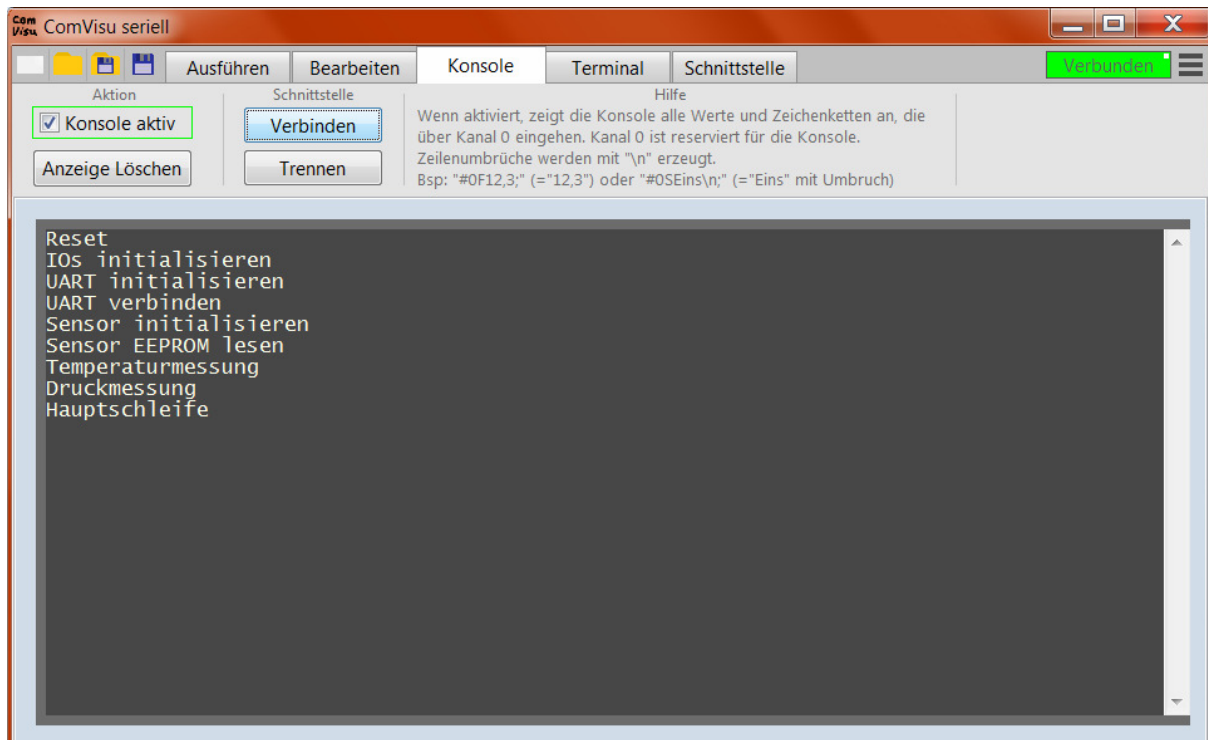 Com Visu ComVisu seriell
Ausführen Bearbeiten Konsole Terminal Schnittstelle Verbunden
Aktion Schnittstelle Hilfe
Konsole aktiv Verbinden Wenn aktiviert, zeigt die Konsole alle Werte und Zeichenketten an, die
über Kanal 0 eingehen. Kanal 0 ist reserviert für die Konsole.
Anzeige Löschen Trennen Zeilenumbrüche werden mit "\n" erzeugt.
Bsp: "#0F12,3;" (="12,3") oder "#0SEins\n;" (="Eins" mit Umbruch)
Reset
IOs initialisieren
UART initialisieren
UART verbinden
Sensor initialisieren
Sensor EEPROM lesen
Temperaturmessung
Druckmessung
Hauptschleife